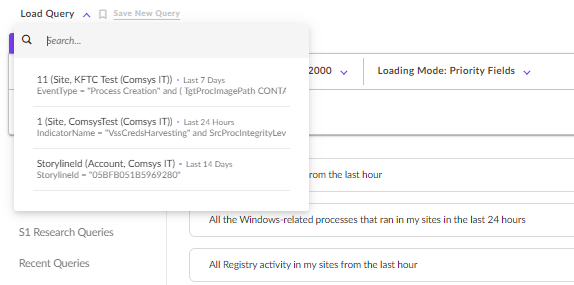 Load Query
Save New Query
Search...
11 (Site, KFTC Test (Comsys IT)) • Last 7 Days
EventType = "Process Creation" and ( TgtProcImagePath CONTA
1 (Site, ComsysTest (Comsys IT)) • Last 24 Hours
IndicatorName = "VssCredsHarvesting" and SrcProcIntegrityLev
StorylineId (Account, Comsys IT) • Last 14 Days
StorylineId = "05BFB051B5969280"
2000
Loading Mode: Priority Fields
from the last hour
All the Windows-related processes that ran in my sites in the last 24 hours
S1 Research Queries
Recent Queries
All Registry activity in my sites from the last hour